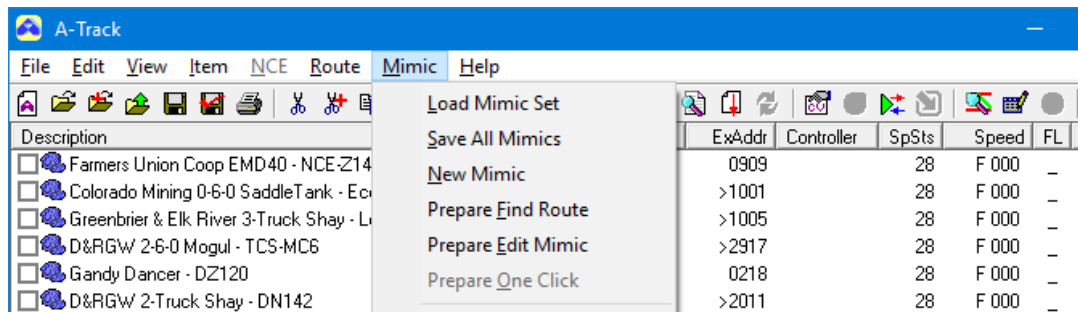 A-Track
File Edit View Item NCE Route Mimic Help
Load Mimic Set
Save All Mimics
New Mimic
Prepare Find Route
Prepare Edit Mimic
Prepare One Click
Description ExAddr Controller SpSts Speed FL
Farmers Union Coop EMD40 - NCE-Z14 0909 28 F 000 _
Colorado Mining 0-6-0 SaddleTank - Ec >1001 28 F 000 _
Greenbrier & Elk River 3-Truck Shay - L >1005 28 F 000 _
D&RGW 2-6-0 Mogul - TCS-MC6 >2917 28 F 000 _
Gandy Dancer - DZ120 0218 28 F 000 _
D&RGW 2-Truck Shay - DN142 >2011 28 F 000 _